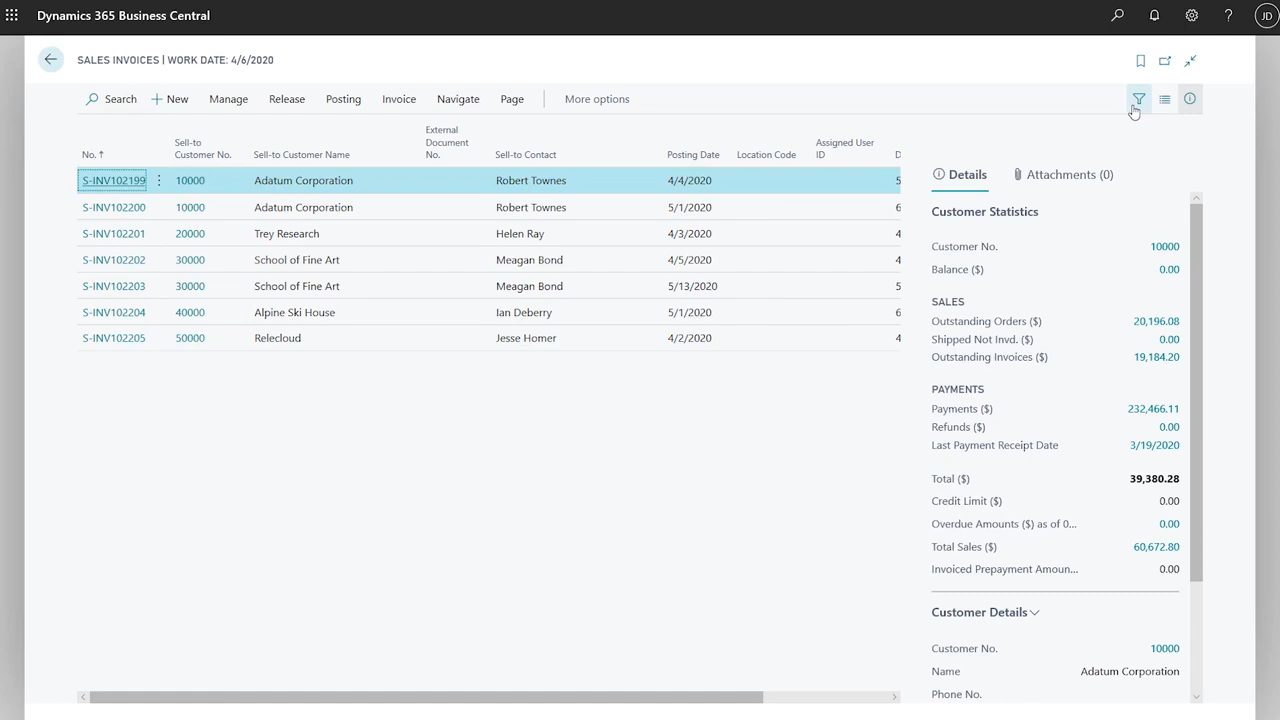 Dynamics 365 Business Central
JD
SALES INVOICES | WORK DATE: 4/6/2020
Search New Manage Release Posting Invoice Navigate Page More options
No. ↑ Sell-to Customer No. Sell-to Customer Name External Document No. Sell-to Contact Posting Date Location Code Assigned User ID D
S-INV102199 10000 Adatum Corporation Robert Townes 4/4/2020 5
S-INV102200 10000 Adatum Corporation Robert Townes 5/1/2020 6
S-INV102201 20000 Trey Research Helen Ray 4/3/2020 4
S-INV102202 30000 School of Fine Art Meagan Bond 4/5/2020 4
S-INV102203 30000 School of Fine Art Meagan Bond 5/13/2020 5
S-INV102204 40000 Alpine Ski House Ian Deberry 5/1/2020 6
S-INV102205 50000 Relecloud Jesse Homer 4/2/2020 4
Details Attachments (0)
Customer Statistics
Customer No. 10000
Balance ($) 0.00
SALES
Outstanding Orders ($) 20,196.08
Shipped Not Invd. ($) 0.00
Outstanding Invoices ($) 19,184.20
PAYMENTS
Payments ($) 232,466.11
Refunds ($) 0.00
Last Payment Receipt Date 3/19/2020
Total ($) 39,380.28
Credit Limit ($) 0.00
Overdue Amounts ($) as of 0... 0.00
Total Sales ($) 60,672.80
Invoiced Prepayment Amoun... 0.00
Customer Details
Customer No. 10000
Name Adatum Corporation
Phone No.